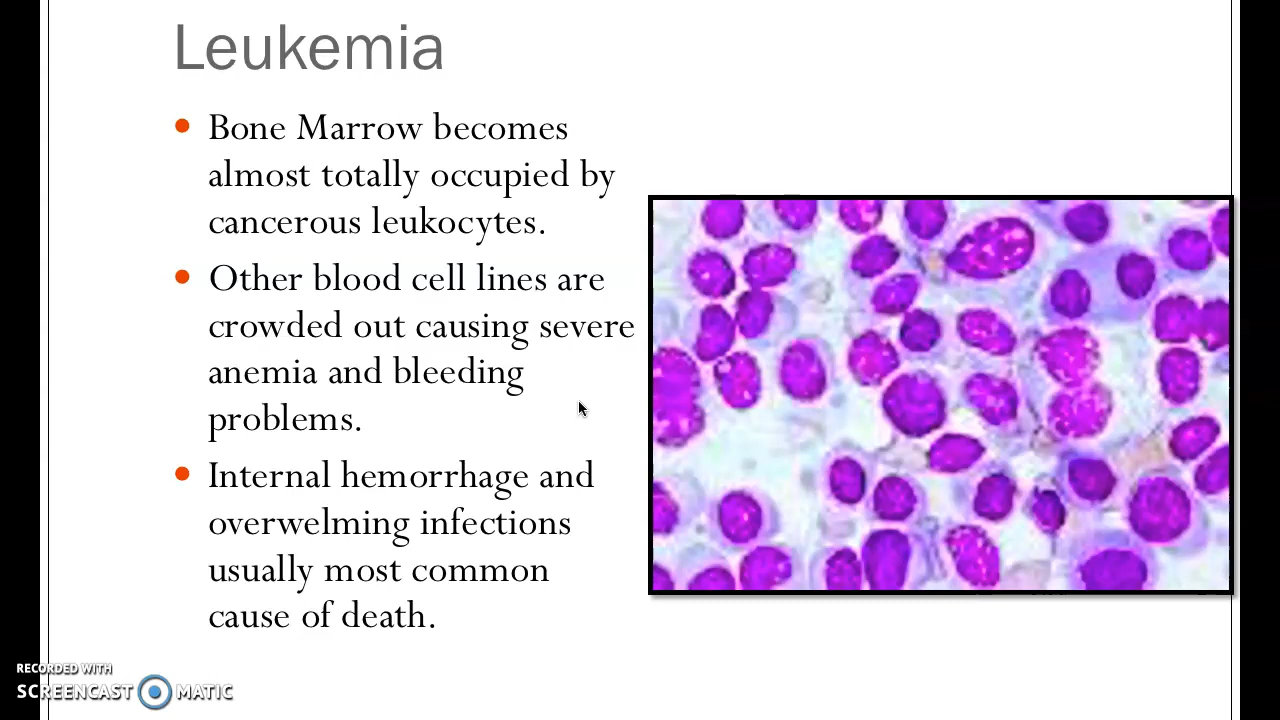 Leukemia
Bone Marrow becomes
almost totally occupied by
cancerous leukocytes.
Other blood cell lines are
crowded out causing severe
anemia and bleeding
problems.
Internal hemorrhage and
overwelming infections
usually most common
cause of death.
RECORDED WITH
SCREENCAST MATIC